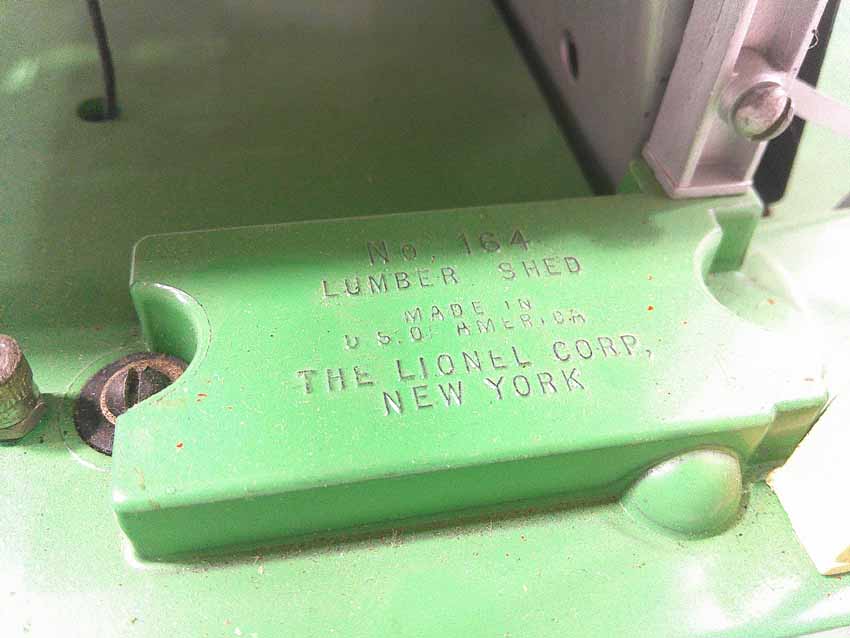 No. 164
LUMBER SHED
MADE IN
U.S. OF AMERICA
THE LIONEL CORP,
NEW YORK